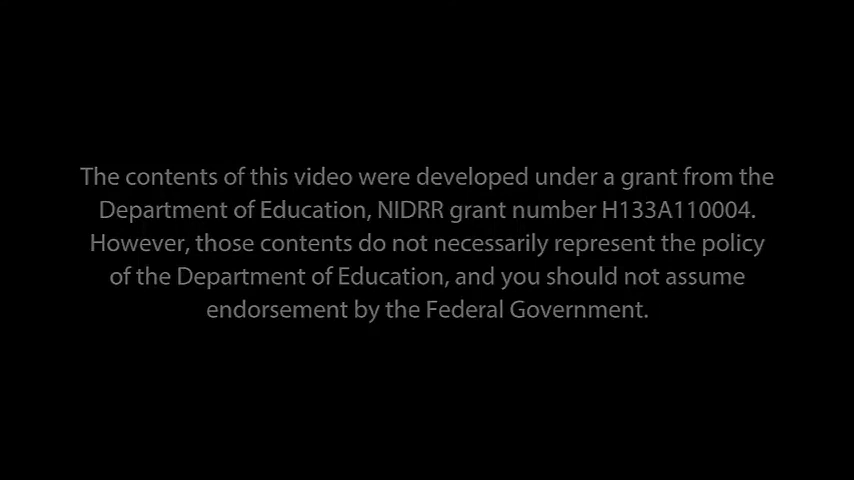 The contents of this video were developed under a grant from the
Department of Education, NIDRR grant number H133A110004.
However, those contents do not necessarily represent the policy
of the Department of Education, and you should not assume
endorsement by the Federal Government.